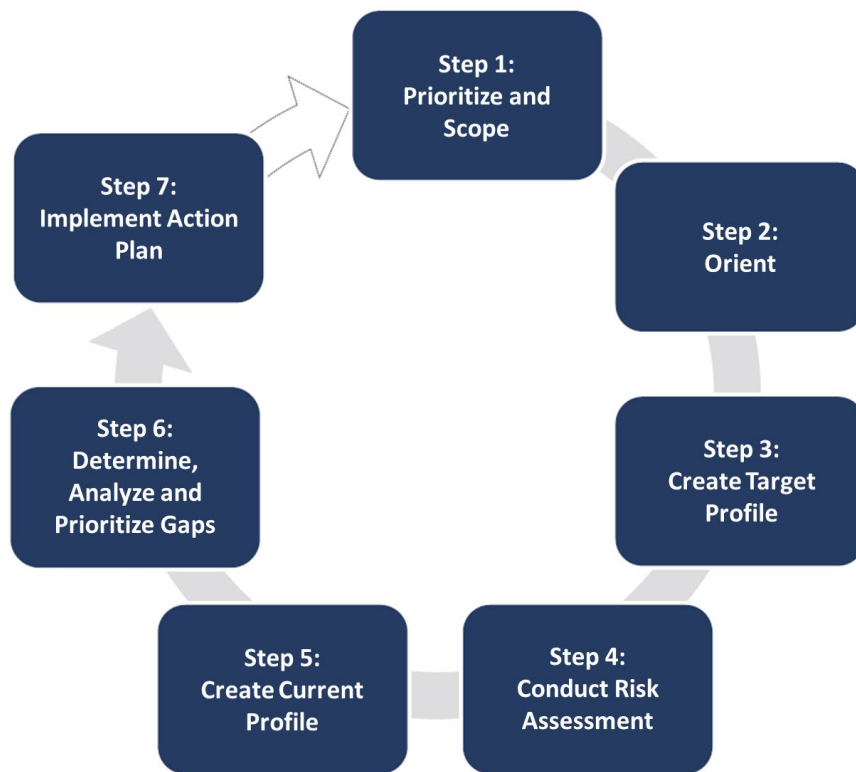 Step 1:
Prioritize and
Scope
Step 2:
Orient
Step 3:
Create Target
Profile
Step 4:
Conduct Risk
Assessment
Step 5:
Create Current
Profile
Step 6:
Determine,
Analyze and
Prioritize Gaps
Step 7:
Implement Action
Plan